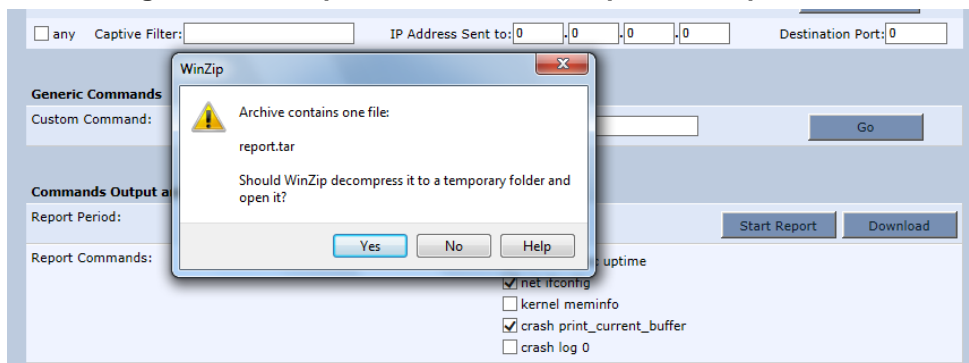 any Captive Filter: IP Address Sent to: 0 .0 .0 .0 Destination Port: 0
WinZip
Generic Commands
Archive contains one file:
Custom Command:
Go
report.tar
Should WinZip decompress it to a temporary folder and
open it?
Commands Output a
Report Period:
Start Report Download
Yes No Help
Report Commands:
uptime
net ifconfig
kernel meminfo
crash print_current_buffer
crash log 0